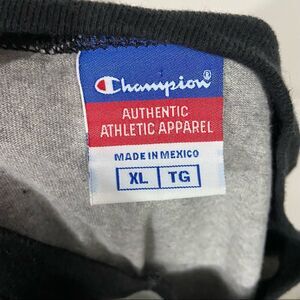 Champion®
AUTHENTIC
ATHLETIC APPAREL
MADE IN MEXICO
XL TG